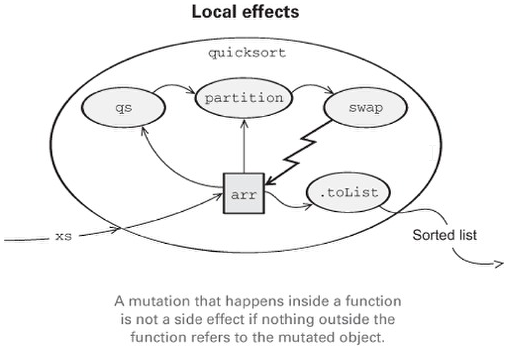 Local effects
quicksort
qs
partition
swap
arr
.toList
xs
Sorted list
A mutation that happens inside a function
is not a side effect if nothing outside the
function refers to the mutated object.